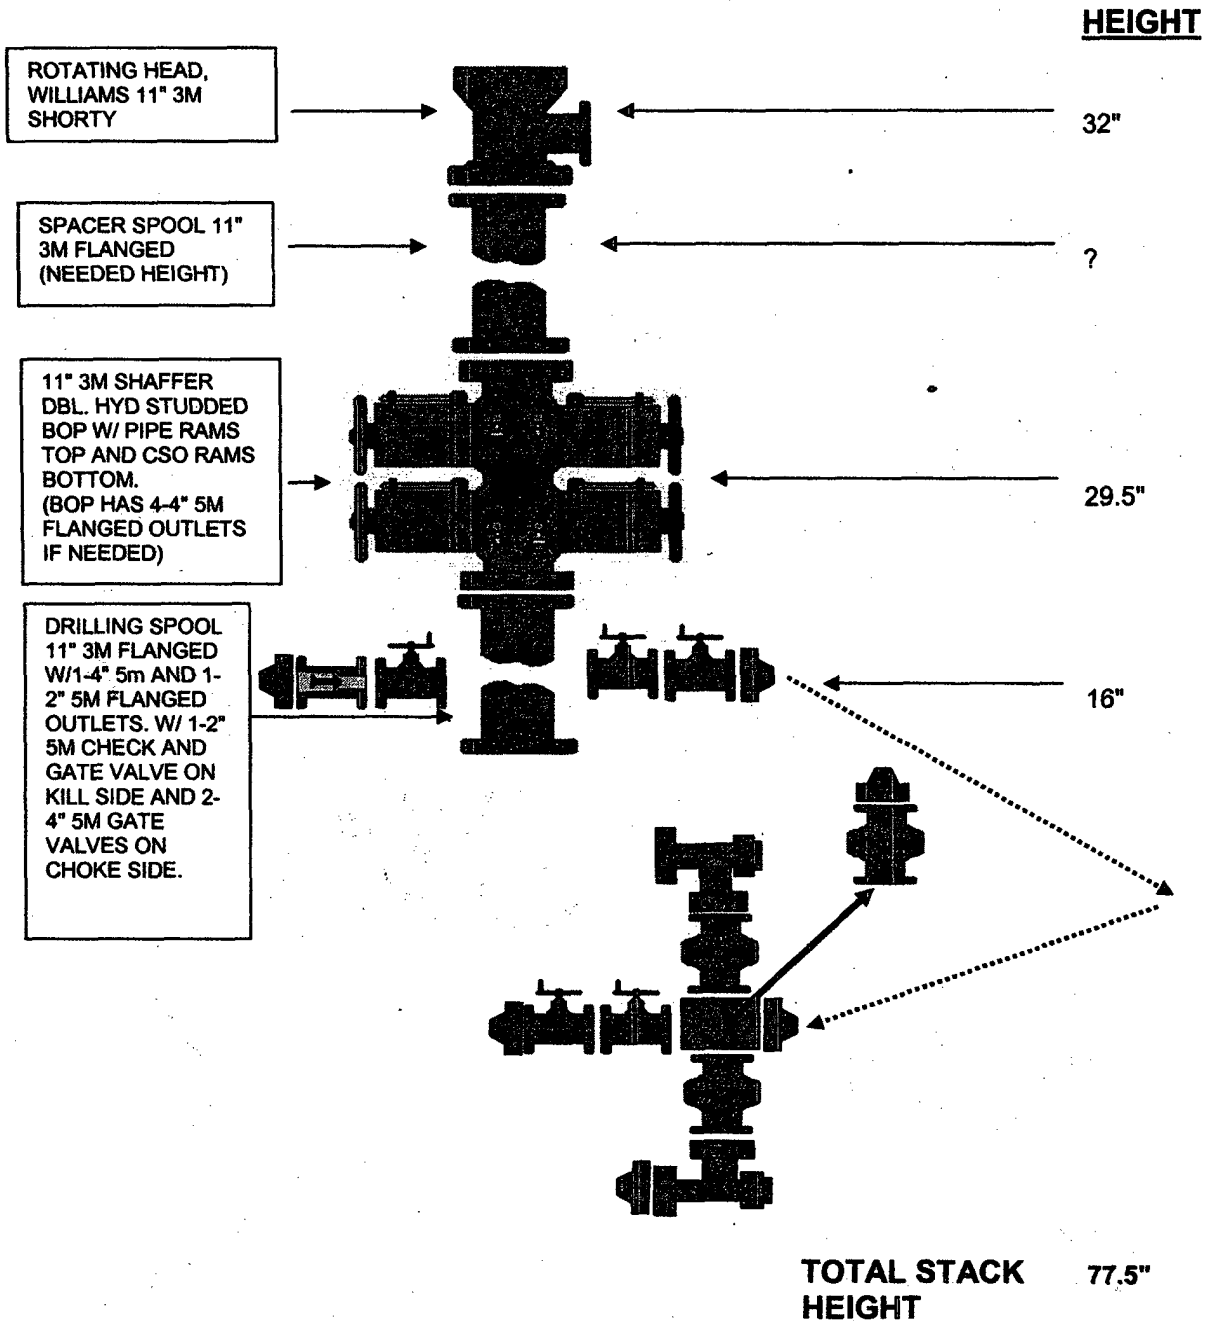 HEIGHT
ROTATING HEAD,
WILLIAMS 11" 3M
SHORTY
32"
SPACER SPOOL 11"
3M FLANGED
(NEEDED HEIGHT)
?
11" 3M SHAFFER
DBL. HYD STUDDED
BOP W/ PIPE RAMS
TOP AND CSO RAMS
BOTTOM.
(BOP HAS 4-4" 5M
FLANGED OUTLETS
IF NEEDED)
29.5"
DRILLING SPOOL
11" 3M FLANGED
W/1-4" 5m AND 1-
2" 5M FLANGED
OUTLETS. W/ 1-2"
5M CHECK AND
GATE VALVE ON
KILL SIDE AND 2-
4" 5M GATE
VALVES ON
CHOKE SIDE.
16"
TOTAL STACK
HEIGHT
77.5"